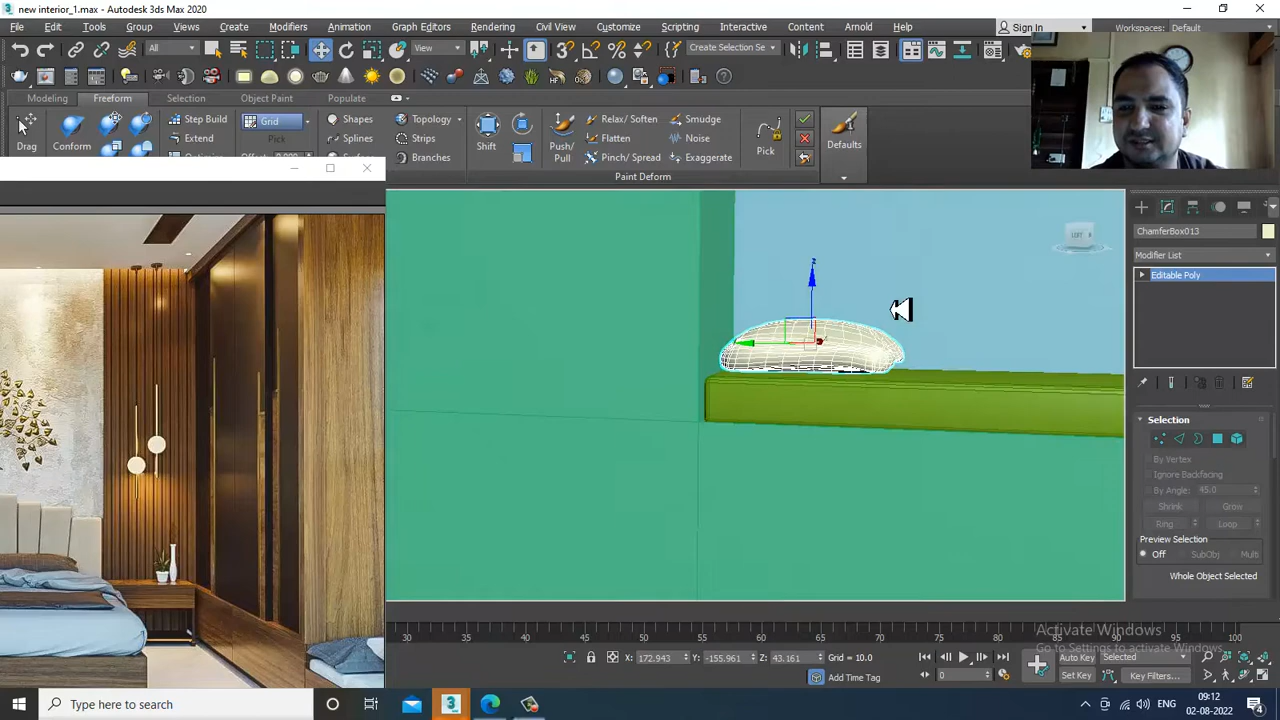 new interior_1.max - Autodesk 3ds Max 2020
File Edit Tools Group Views Create Modifiers Animation Graph Editors Rendering Civil View Customize Scripting Interactive Content Arnold Help
Sign In
Workspaces: Default
All
View
Create Selection Se
Modeling Freeform Selection Object Paint Populate
Drag
Conform
Step Build
Extend
Grid
Pick
Shapes
Splines
Topology
Strips
Branches
Shift
Push/Pull
Relax/ Soften
Flatten
Pinch/ Spread
Smudge
Noise
Exaggerate
Pick
Defaults
Paint Deform
LEFT
z
ChamferBox013
Modifier List
Editable Poly
Selection
By Vertex
Ignore Backfacing
By Angle: 45.0
Shrink Grow
Ring Loop
Preview Selection
Off SubObj Multi
Whole Object Selected
30 35 40 45 50 55 60 65 70 75 80 85 90 95 100
Activate Windows
Go to Settings to activate Windows.
X: 172.943 Y: -155.961 Z: 43.161 Grid = 10.0
Add Time Tag
0
Auto Key Selected
Set Key Key Filters...
Type here to search
ENG
09:12
02-08-2022
4